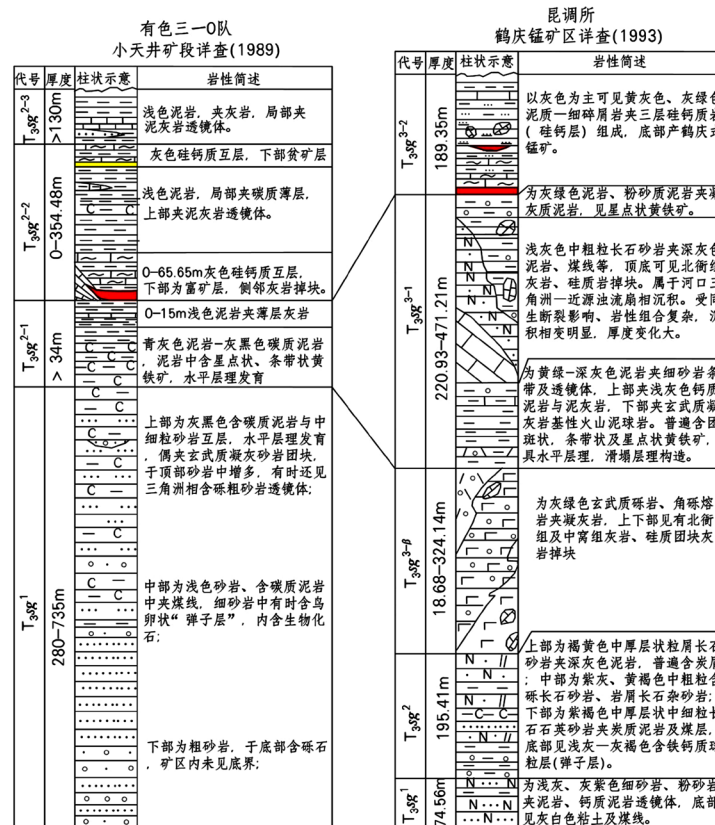 有色三一0队
小天井矿段详查(1989)
代号 厚度 柱状示意 岩性简述
T₃sg²⁻³
>130m
浅色泥岩, 夹灰岩, 局部夹
泥灰岩透镜体。
灰色硅钙质互层, 下部贫矿层
T₃sg²⁻²
0—354.48m
浅色泥岩, 局部夹碳质薄层,
上部夹泥灰岩透镜体。
0—65.65m灰色硅钙质互层,
下部为富矿层, 侧邻灰岩掉块。
T₃sg²⁻¹
> 34m
0—15m浅色泥岩夹薄层灰岩
青灰色泥岩—灰黑色碳质泥岩
, 泥岩中含星点状、条带状黄
铁矿, 水平层理发育
T₃sg¹
280—735m
上部为灰黑色含碳质泥岩与中
细粒砂岩互层, 水平层理发育
, 偶夹玄武质凝灰砂岩团块,
于顶部砂岩中增多, 有时还见
三角洲相含砾粗砂岩透镜体;
中部为浅色砂岩、含碳质泥岩
中夹煤线, 细砂岩中有时含鸟
卵状“弹子层”, 内含生物化
石;
下部为粗砂岩, 于底部含砾石
, 矿区内未见底界;
昆调所
鹤庆锰矿区详查(1993)
代号 厚度 柱状示意 岩性简述
T₃sg³⁻²
189.35m
以灰色为主可见黄灰色、灰绿色
泥质一细碎屑岩夹三层硅钙质岩
( 硅钙层) 组成, 底部产鹤庆式
锰矿。
为灰绿色泥岩、粉砂质泥岩夹凝
灰质泥岩, 见星点状黄铁矿。
T₃sg³⁻¹
220.93—471.21m
浅灰色中粗粒长石砂岩夹深灰色
泥岩、煤线等, 顶底可见北衙组
灰岩、硅质岩掉块。属于河口三
角洲—近源浊流扇相沉积。受同
生断裂影响、岩性组合复杂, 沉
积相变明显, 厚度变化大。
为黄绿—深灰色泥岩夹细砂岩条
带及透镜体, 上部夹浅灰色钙质
泥岩与泥灰岩, 下部夹玄武质凝
灰岩基性火山泥球岩。普遍含团
斑状, 条带状及星点状黄铁矿,
具水平层理, 滑塌层理构造。
T₃sg³⁻ᵝ
18.68—324.14m
为灰绿色玄武质砾岩、角砾熔
岩夹凝灰岩, 上下部见有北衙
组及中窝组灰岩、硅质团块灰
岩掉块
T₃sg²
195.41m
上部为褐黄色中厚层状粒屑长石
砂岩夹深灰色泥岩, 普遍含炭屑
; 中部为紫灰、黄褐色中粗粒含
砾长石砂岩、岩屑长石杂砂岩;
下部为紫褐色中厚层状中细粒长
石石英砂岩夹炭质泥岩及煤层,
底部见浅灰一灰褐色含铁钙质球
粒层(弹子层)。
T₃sg¹
74.56m
为浅灰、灰紫色细砂岩、粉砂岩
夹泥岩、钙质泥岩透镜体, 底部
见灰白色粘土及煤线。